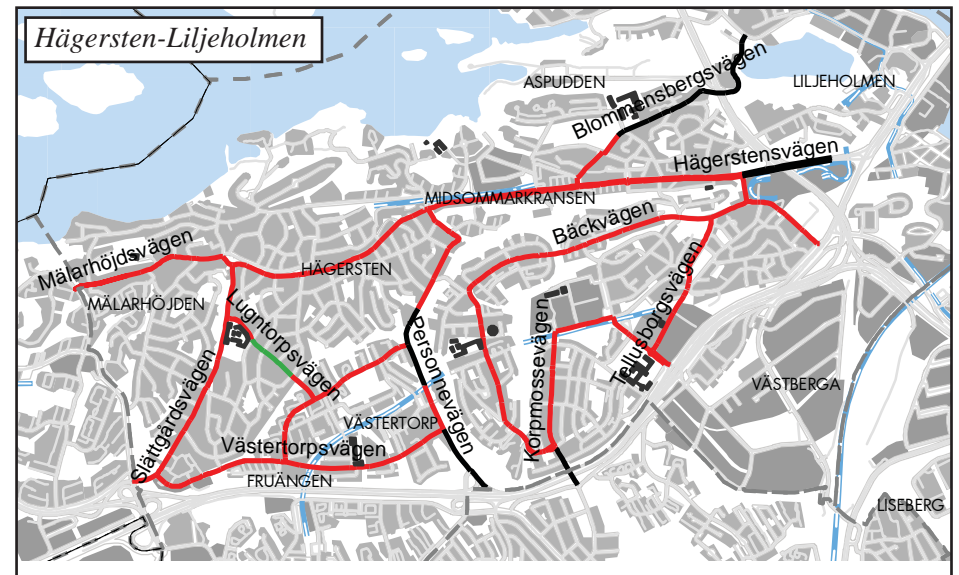 Hägersten-Liljeholmen
ASPUDDEN
LILJEHOLMEN
Blommensbergsvägen
Hägerstensvägen
MIDSOMMARKRANSEN
Bäckvägen
Mälarhöjdsvägen
HÄGERSTEN
MÄLARHÖJDEN
Lugntorpsvägen
Personnevägen
Korpmossevägen
Tellusborgsvägen
VÄSTBERGA
Slättgårdsvägen
VÄSTERTORP
Västertorpsvägen
FRUÄNGEN
LISEBERG